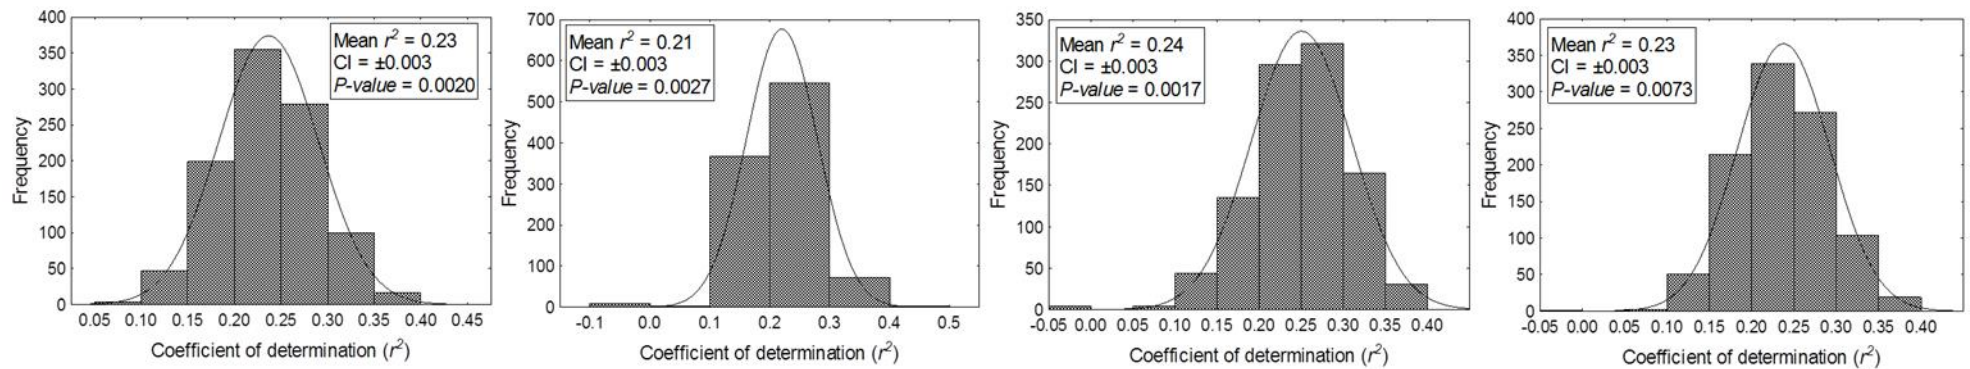 400
350
300
250
200
150
100
50
0
Frequency
Mean r² = 0.23
CI = ±0.003
P-value = 0.0020
0.05 0.10 0.15 0.20 0.25 0.30 0.35 0.40 0.45
Coefficient of determination (r²)
700
600
500
400
300
200
100
0
Frequency
Mean r² = 0.21
CI = ±0.003
P-value = 0.0027
-0.1 0.0 0.1 0.2 0.3 0.4 0.5
Coefficient of determination (r²)
350
300
250
200
150
100
50
0
Frequency
Mean r² = 0.24
CI = ±0.003
P-value = 0.0017
-0.05 0.00 0.05 0.10 0.15 0.20 0.25 0.30 0.35 0.40
Coefficient of determination (r²)
400
350
300
250
200
150
100
50
0
Frequency
Mean r² = 0.23
CI = ±0.003
P-value = 0.0073
-0.05 0.00 0.05 0.10 0.15 0.20 0.25 0.30 0.35 0.40
Coefficient of determination (r²)